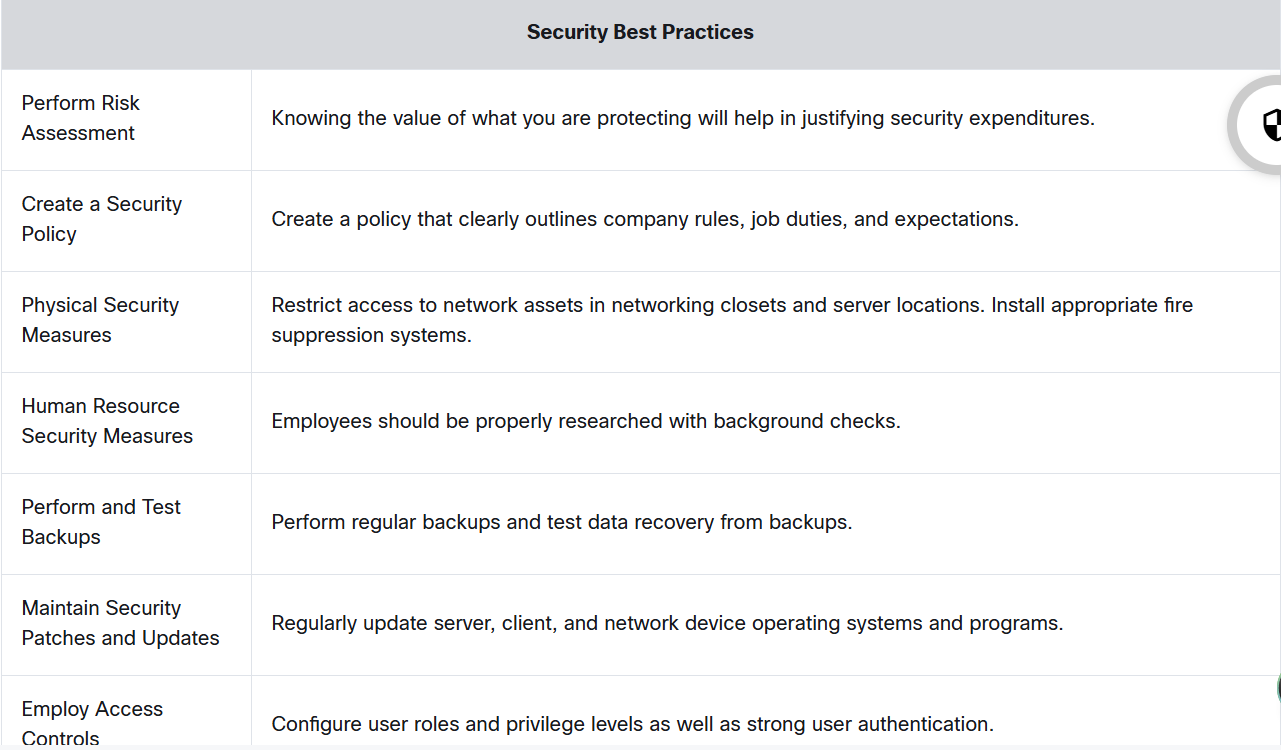 Security Best Practices
Perform Risk
Assessment
Knowing the value of what you are protecting will help in justifying security expenditures.
Create a Security
Policy
Create a policy that clearly outlines company rules, job duties, and expectations.
Physical Security
Measures
Restrict access to network assets in networking closets and server locations. Install appropriate fire
suppression systems.
Human Resource
Security Measures
Employees should be properly researched with background checks.
Perform and Test
Backups
Perform regular backups and test data recovery from backups.
Maintain Security
Patches and Updates
Regularly update server, client, and network device operating systems and programs.
Employ Access
Controls
Configure user roles and privilege levels as well as strong user authentication.